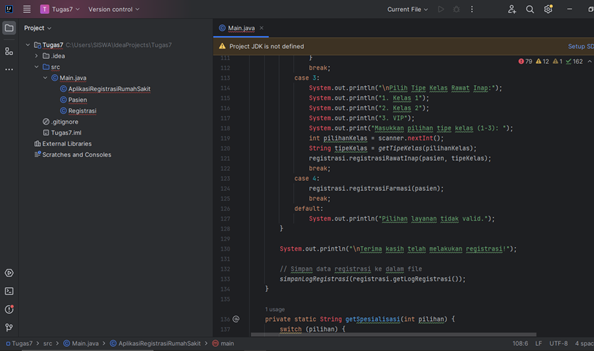 T Tugas7 Version control Current File
Project
Tugas7 C:\Users\SISWA\IdeaProjects\Tugas7
.idea
src
Main.java
AplikasiRegistrasiRumahSakit
Pasien
Registrasi
.gitignore
Tugas7.iml
External Libraries
Scratches and Consoles
Main.java
Project JDK is not defined Setup SD
79 12 1 162
}
break;
case 3:
System.out.println("\nPilih Tipe Kelas Rawat Inap:");
System.out.println("1. Kelas 1");
System.out.println("2. Kelas 2");
System.out.println("3. VIP");
System.out.print("Masukkan pilihan tipe kelas (1-3): ");
int pilihanKelas = scanner.nextInt();
String tipeKelas = getTipeKelas(pilihanKelas);
registrasi.registrasiRawatInap(pasien, tipeKelas);
break;
case 4:
registrasi.registrasiFarmasi(pasien);
break;
default:
System.out.println("Pilihan layanan tidak valid.");
}
System.out.println("\nTerima kasih telah melakukan registrasi!");
// Simpan data registrasi ke dalam file
simpanLogRegistrasi(registrasi.getLogRegistrasi());
}
1 usage
136 @ private static String getSpesialisasi(int pilihan) {
137 switch (pilihan) {
Tugas7 > src > Main.java > AplikasiRegistrasiRumahSakit > main 108:6 LF UTF-8 4 spac